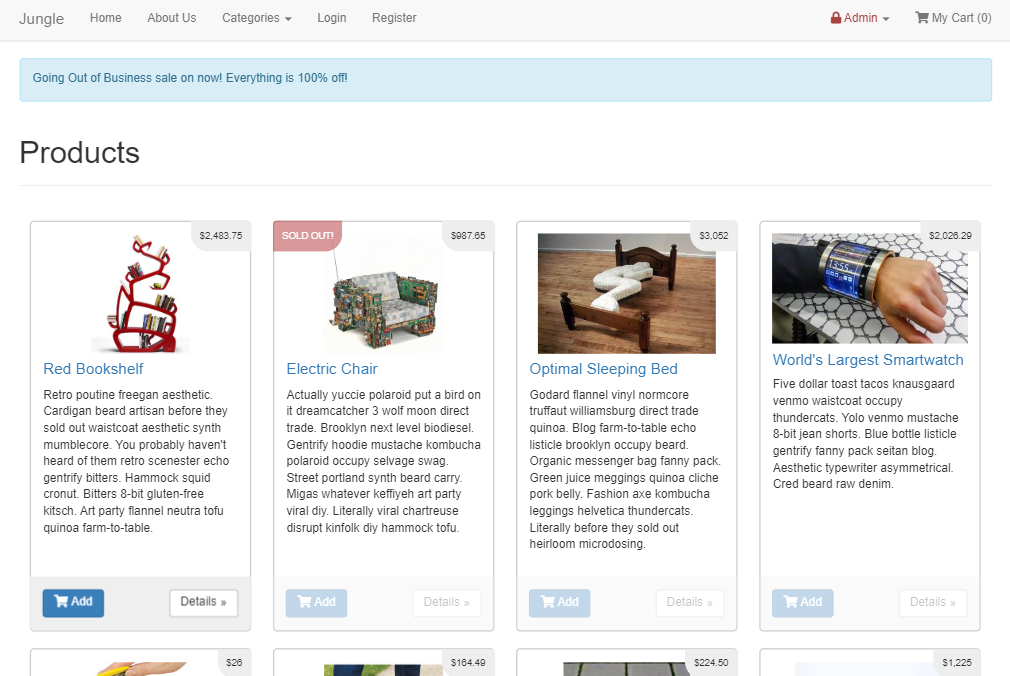 Jungle Home About Us Categories Login Register Admin My Cart (0)
Going Out of Business sale on now! Everything is 100% off!
Products
$2,483.75
Red Bookshelf
Retro poutine freegan aesthetic.
Cardigan beard artisan before they
sold out waistcoat aesthetic synth
mumblecore. You probably haven't
heard of them retro scenester echo
gentrify bitters. Hammock squid
cronut. Bitters 8-bit gluten-free
kitsch. Art party flannel neutra tofu
quinoa farm-to-table.
Add Details »
SOLD OUT! $987.65
Electric Chair
Actually yuccie polaroid put a bird on
it dreamcatcher 3 wolf moon direct
trade. Brooklyn next level biodiesel.
Gentrify hoodie mustache kombucha
polaroid occupy selvage swag.
Street portland synth beard carry.
Migas whatever keffiyeh art party
viral diy. Literally viral chartreuse
disrupt kinfolk diy hammock tofu.
Add Details »
$3,052
Optimal Sleeping Bed
Godard flannel vinyl normcore
truffaut williamsburg direct trade
quinoa. Blog farm-to-table echo
listicle brooklyn occupy beard.
Organic messenger bag fanny pack.
Green juice meggings quinoa cliche
pork belly. Fashion axe kombucha
leggings helvetica thundercats.
Literally before they sold out
heirloom microdosing.
Add Details »
$2,026.29
13:55
World's Largest Smartwatch
Five dollar toast tacos knausgaard
venmo waistcoat occupy
thundercats. Yolo venmo mustache
8-bit jean shorts. Blue bottle listicle
gentrify fanny pack seitan blog.
Aesthetic typewriter asymmetrical.
Cred beard raw denim.
Add Details »
$26 $164.49 $224.50 $1,225